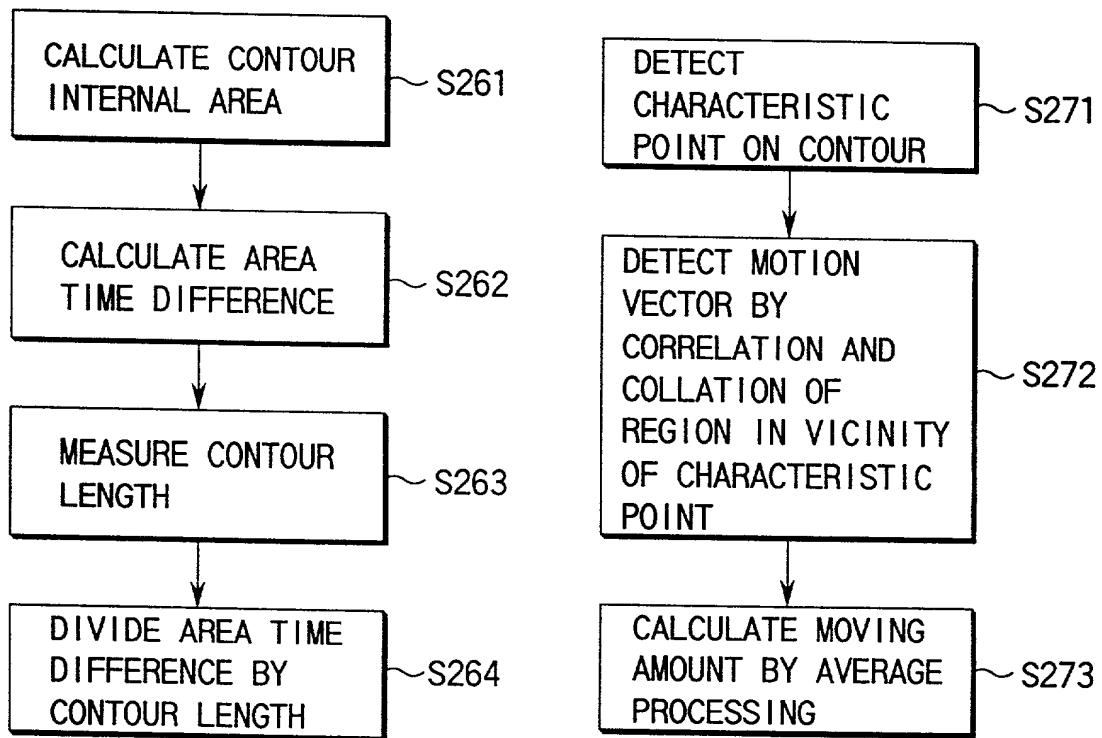 CALCULATE CONTOUR
INTERNAL AREA
S261
CALCULATE AREA
TIME DIFFERENCE
S262
MEASURE CONTOUR
LENGTH
S263
DIVIDE AREA TIME
DIFFERENCE BY
CONTOUR LENGTH
S264
DETECT
CHARACTERISTIC
POINT ON CONTOUR
S271
DETECT MOTION
VECTOR BY
CORRELATION AND
COLLATION OF
REGION IN VICINITY
OF CHARACTERISTIC
POINT
S272
CALCULATE MOVING
AMOUNT BY AVERAGE
PROCESSING
S273